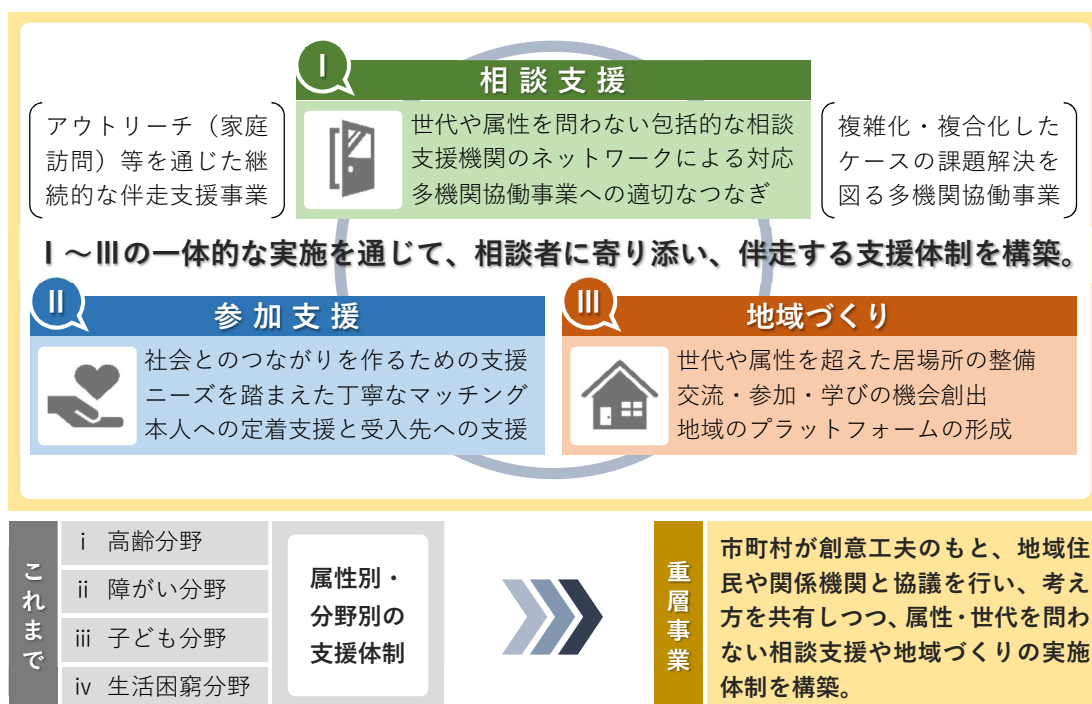 Ⅰ
相談支援
世代や属性を問わない包括的な相談
支援機関のネットワークによる対応
多機関協働事業への適切なつなぎ
アウトリーチ（家庭
訪問）等を通じた継
続的な伴走支援事業
複雑化・複合化した
ケースの課題解決を
図る多機関協働事業
Ⅰ～Ⅲの一体的な実施を通じて、相談者に寄り添い、伴走する支援体制を構築。
Ⅱ
参加支援
社会とのつながりを作るための支援
ニーズを踏まえた丁寧なマッチング
本人への定着支援と受入先への支援
Ⅲ
地域づくり
世代や属性を超えた居場所の整備
交流・参加・学びの機会創出
地域のプラットフォームの形成
これまで
ⅰ 高齢分野
ⅱ 障がい分野
ⅲ 子ども分野
ⅳ 生活困窮分野
属性別・
分野別の
支援体制
重層事業
市町村が創意工夫のもと、地域住
民や関係機関と協議を行い、考え
方を共有しつつ、属性・世代を問わ
ない相談支援や地域づくりの実施
体制を構築。